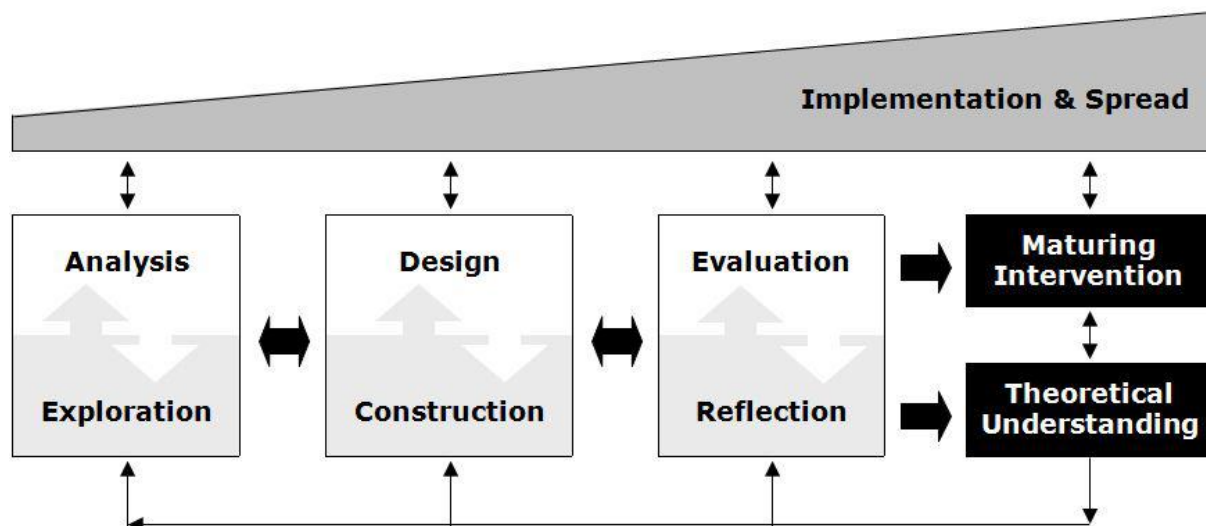 Implementation & Spread
Analysis
Exploration
Design
Construction
Evaluation
Reflection
Maturing
Intervention
Theoretical
Understanding